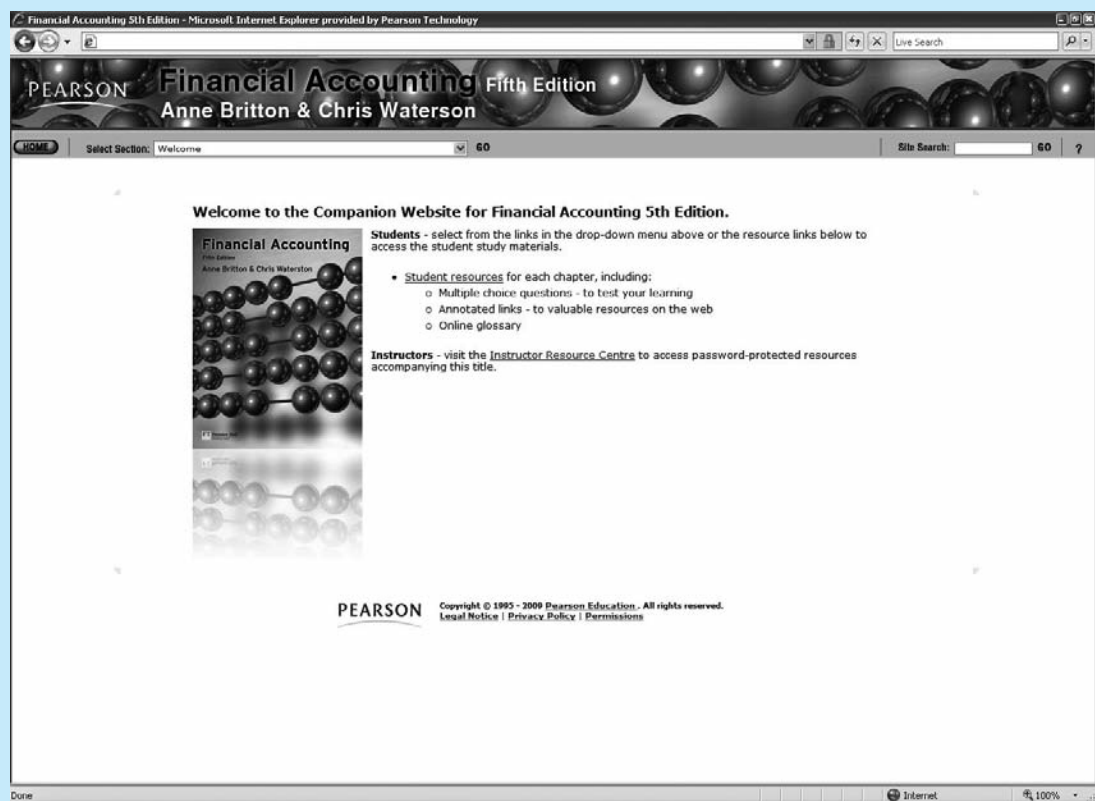 Financial Accounting 5th Edition - Microsoft Internet Explorer provided by Pearson Technology
Live Search
PEARSON
Financial Accounting Fifth Edition
Anne Britton & Chris Waterson
HOME
Select Section: Welcome GO
Site Search: GO ?
Welcome to the Companion Website for Financial Accounting 5th Edition.
Financial Accounting
Fifth Edition
Anne Britton & Chris Waterston
Students - select from the links in the drop-down menu above or the resource links below to
access the student study materials.
• Student resources for each chapter, including:
o Multiple choice questions - to test your learning
o Annotated links - to valuable resources on the web
o Online glossary
Instructors - visit the Instructor Resource Centre to access password-protected resources
accompanying this title.
PEARSON
Copyright © 1995 - 2009 Pearson Education . All rights reserved.
Legal Notice | Privacy Policy | Permissions
Done
Internet
100%